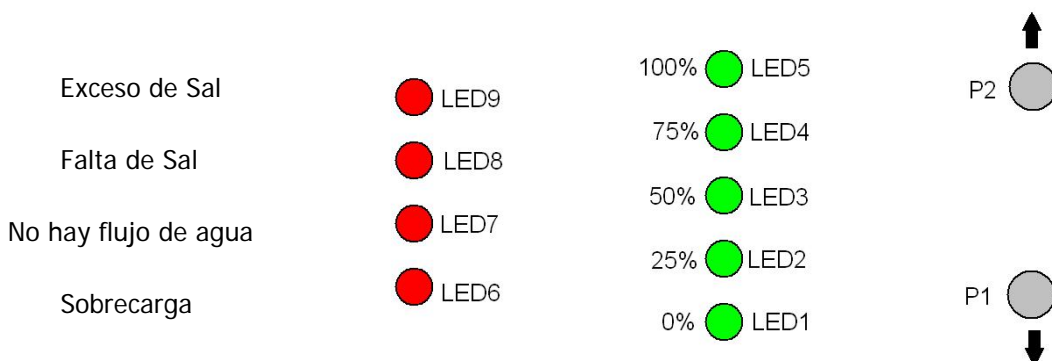 Exceso de Sal
Falta de Sal
No hay flujo de agua
Sobrecarga
LED9
LED8
LED7
LED6
100% LED5
75% LED4
50% LED3
25% LED2
0% LED1
P2
P1